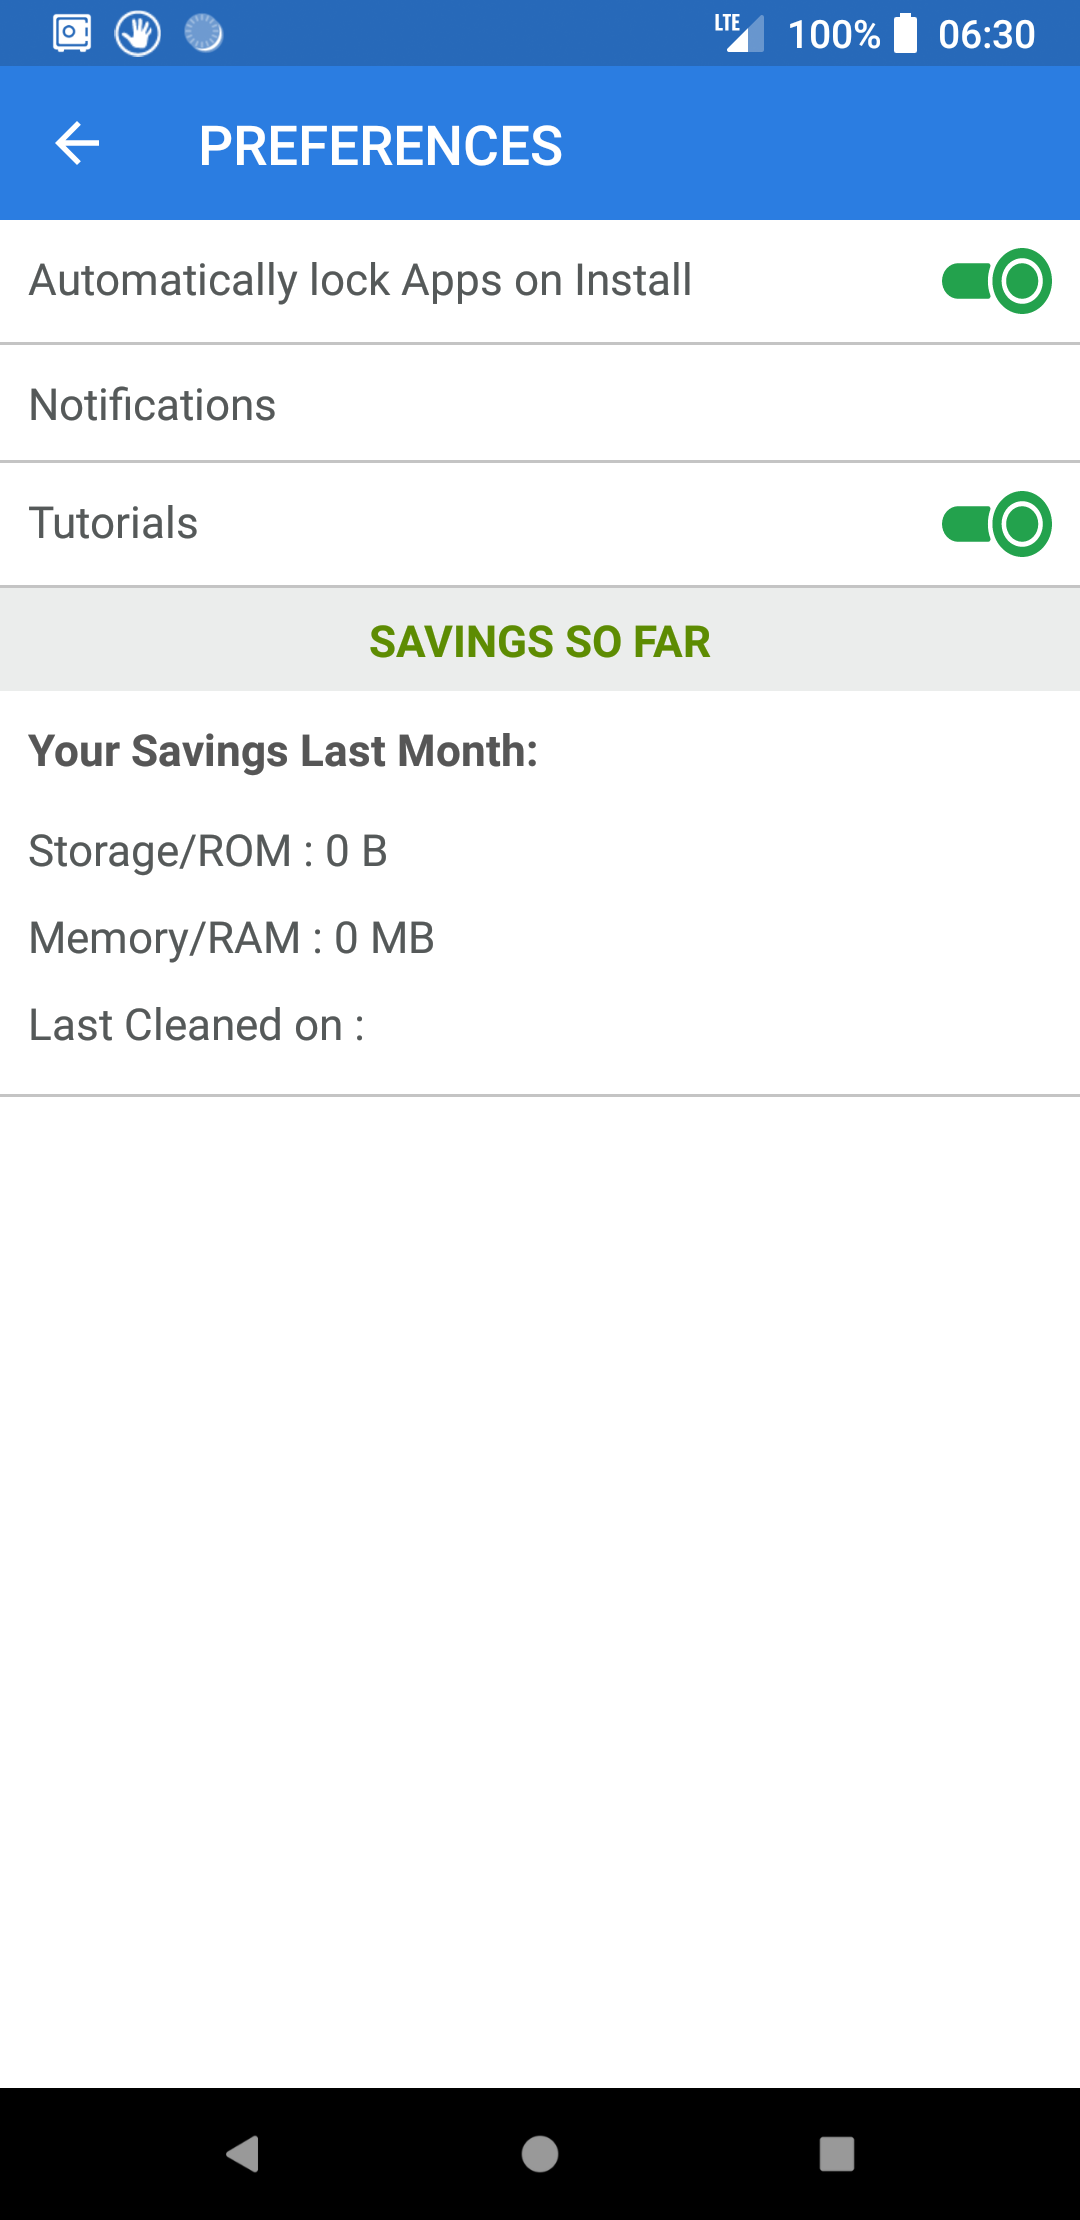 LTE 100% 06:30
PREFERENCES
Automatically lock Apps on Install
Notifications
Tutorials
SAVINGS SO FAR
Your Savings Last Month:
Storage/ROM : 0 B
Memory/RAM : 0 MB
Last Cleaned on :